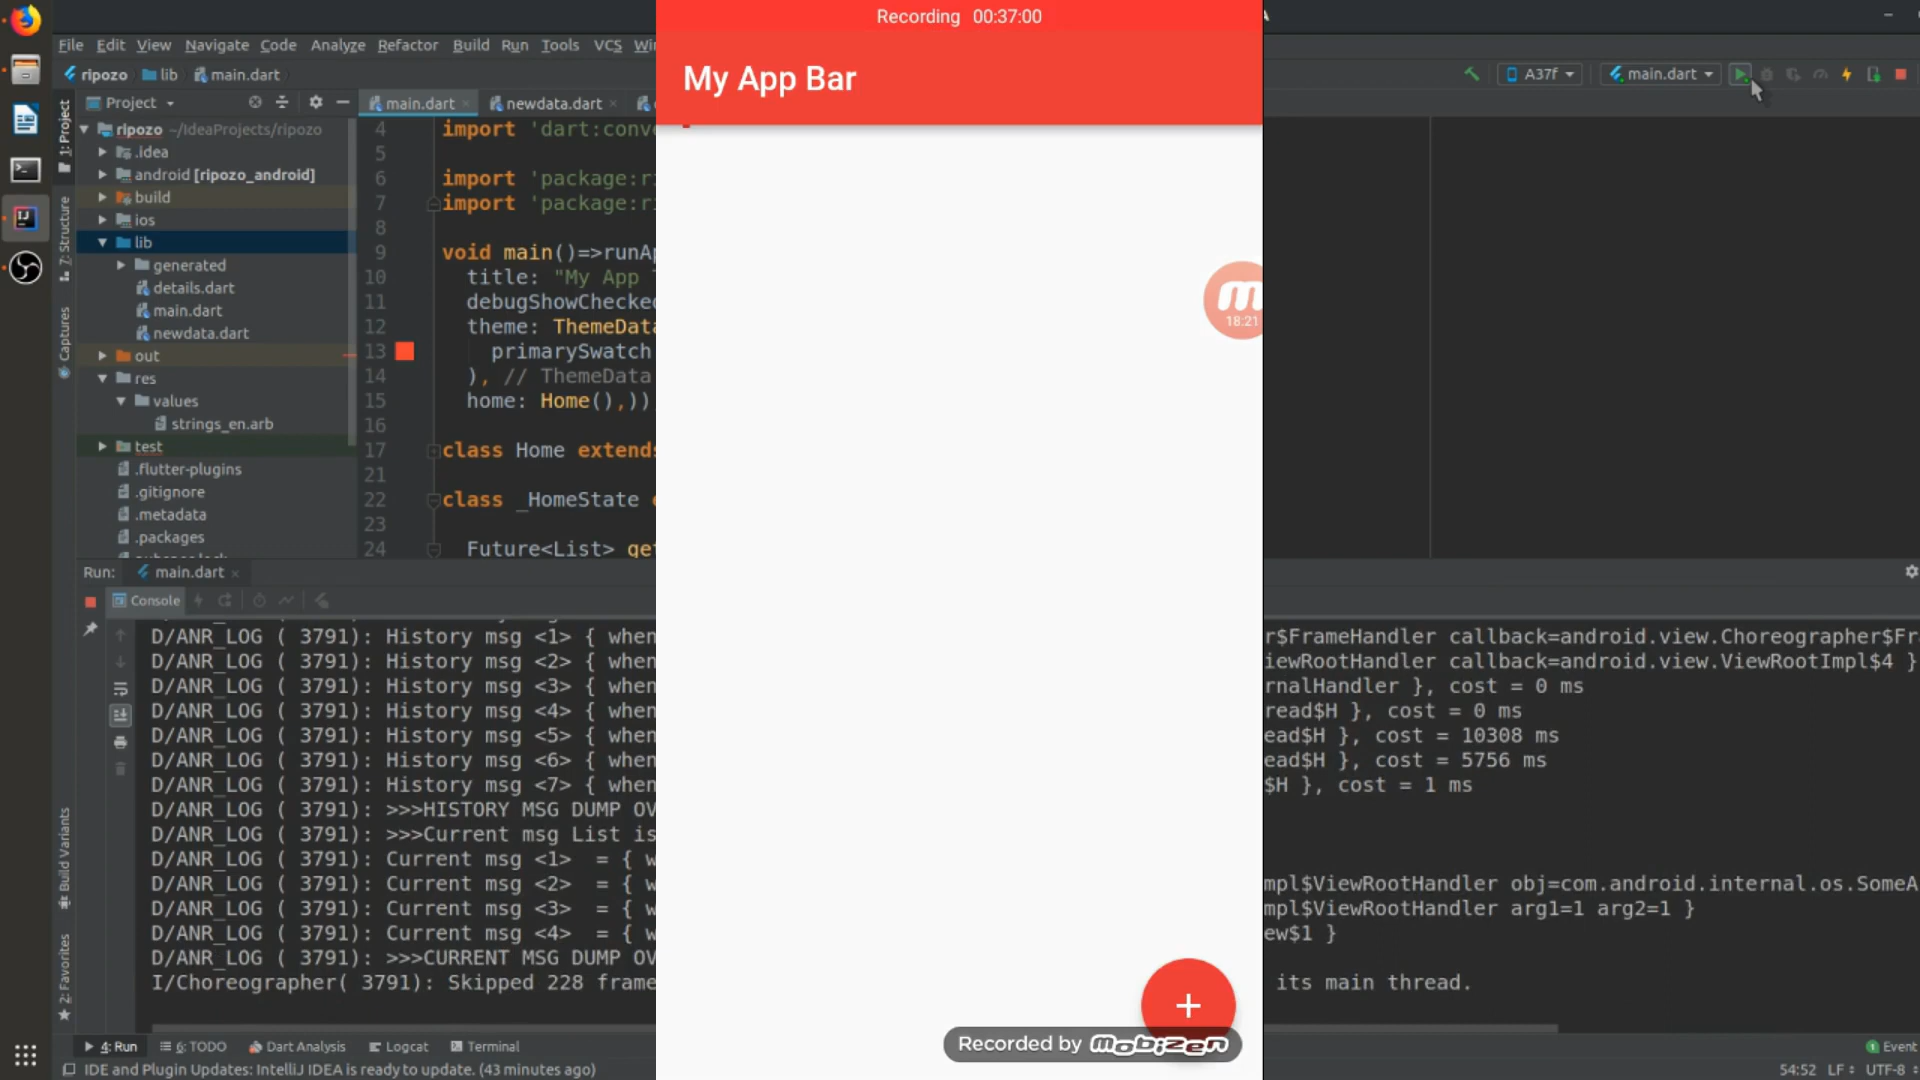 Recording 00:37:00
File Edit View Navigate Code Analyze Refactor Build Run Tools VCS
ripozo lib main.dart
A37f main.dart
Project
main.dart newdata.dart
My App Bar
1: Project
7: Structure
Captures
Build Variants
2: Favorites
ripozo ~/IdeaProjects/ripozo
.idea
android [ripozo_android]
build
ios
lib
generated
details.dart
main.dart
newdata.dart
out
res
values
strings_en.arb
test
.flutter-plugins
.gitignore
.metadata
.packages
4 import 'dart:conv
5
6 import 'package:r
7 import 'package:r
8
9 void main()=>runA
10 title: "My App
11 debugShowChecke
12 theme: ThemeDat
13 primarySwatch
14 ), // ThemeData
15 home: Home(),))
16
17 class Home extends
21
22 class _HomeState
23
24 Future<List> ge
18:21
Run: main.dart
Console
D/ANR_LOG ( 3791): History msg <1> { when r$FrameHandler callback=android.view.Choreographer$Fr
D/ANR_LOG ( 3791): History msg <2> { when iewRootHandler callback=android.view.ViewRootImpl$4 }
D/ANR_LOG ( 3791): History msg <3> { when rnalHandler }, cost = 0 ms
D/ANR_LOG ( 3791): History msg <4> { when read$H }, cost = 0 ms
D/ANR_LOG ( 3791): History msg <5> { when ead$H }, cost = 10308 ms
D/ANR_LOG ( 3791): History msg <6> { when ead$H }, cost = 5756 ms
D/ANR_LOG ( 3791): History msg <7> { when $H }, cost = 1 ms
D/ANR_LOG ( 3791): >>>HISTORY MSG DUMP OV
D/ANR_LOG ( 3791): >>>Current msg List is
D/ANR_LOG ( 3791): Current msg <1> = { w
D/ANR_LOG ( 3791): Current msg <2> = { w mpl$ViewRootHandler obj=com.android.internal.os.SomeA
D/ANR_LOG ( 3791): Current msg <3> = { w mpl$ViewRootHandler arg1=1 arg2=1 }
D/ANR_LOG ( 3791): Current msg <4> = { w ew$1 }
D/ANR_LOG ( 3791): >>>CURRENT MSG DUMP OV
I/Choreographer( 3791): Skipped 228 frame its main thread.
Recorded by Mobizen
4: Run 6: TODO Dart Analysis Logcat Terminal 1 Event
IDE and Plugin Updates: IntelliJ IDEA is ready to update. (43 minutes ago) 54:52 LF UTF-8